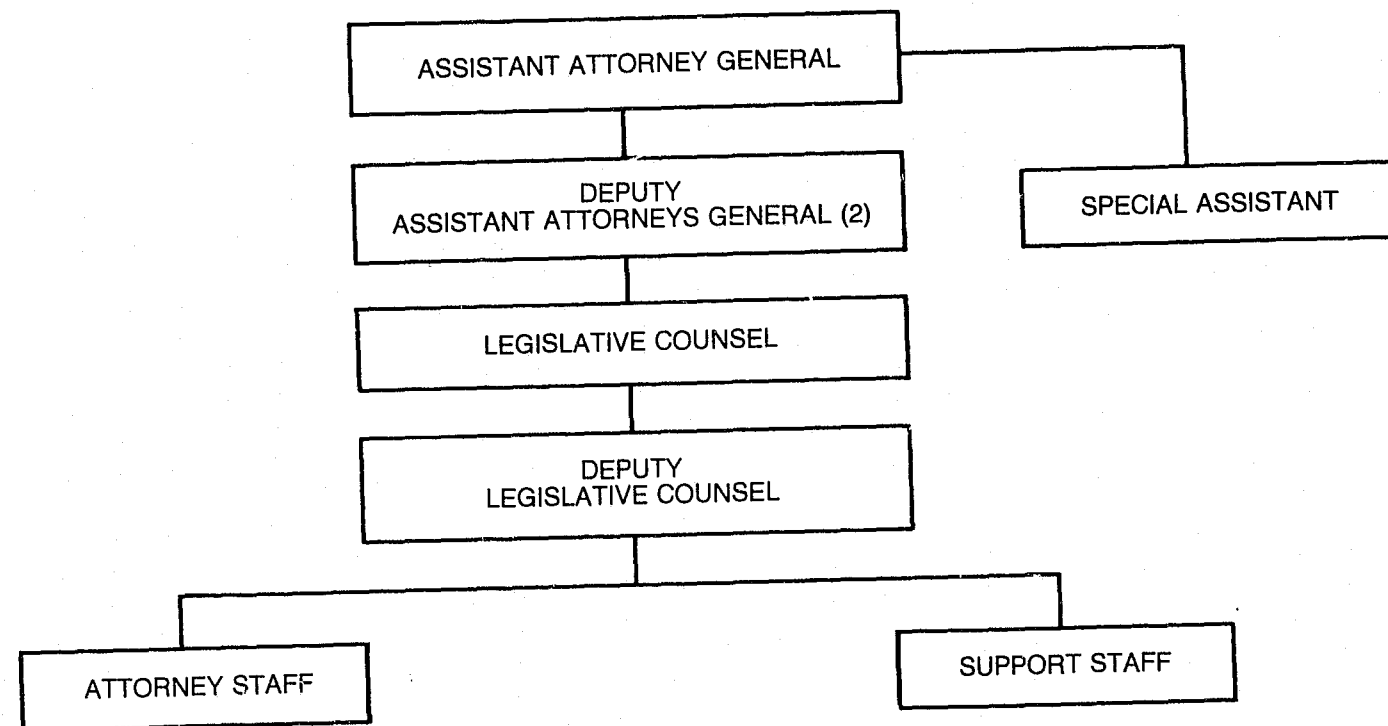 ASSISTANT ATTORNEY GENERAL
DEPUTY
ASSISTANT ATTORNEYS GENERAL (2)
SPECIAL ASSISTANT
LEGISLATIVE COUNSEL
DEPUTY
LEGISLATIVE COUNSEL
ATTORNEY STAFF
SUPPORT STAFF